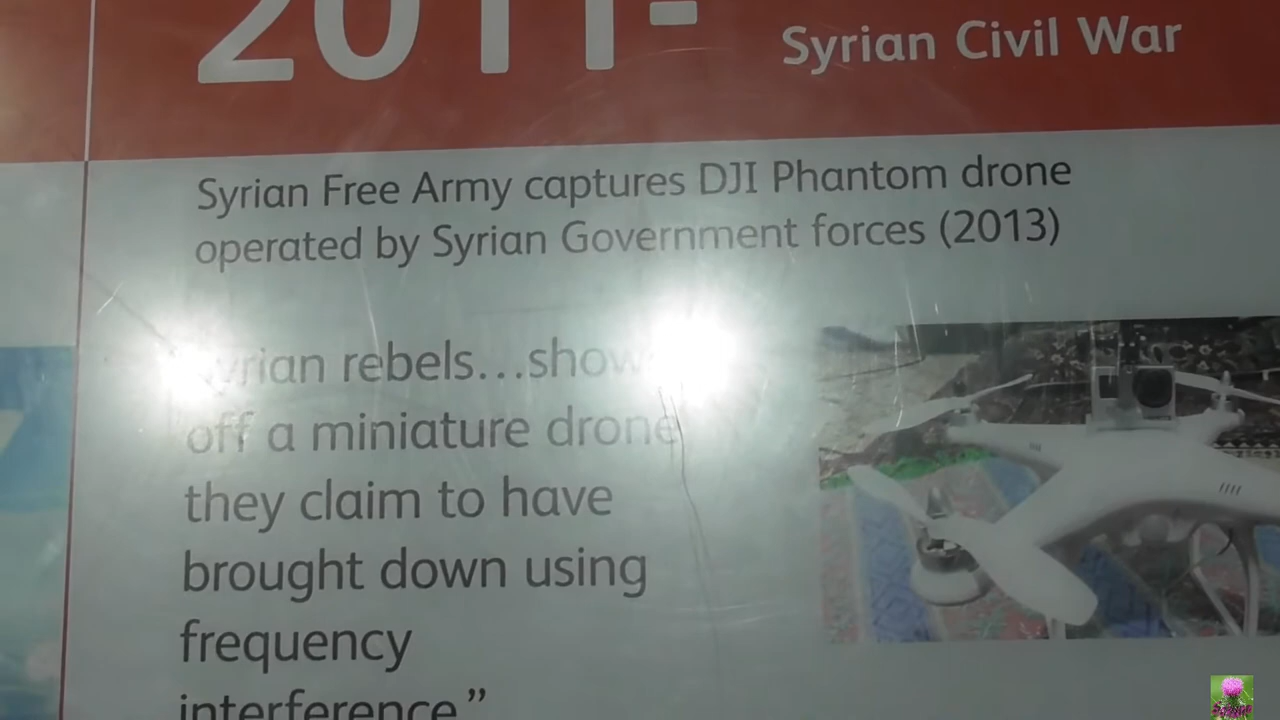 2011-
Syrian Civil War
Syrian Free Army captures DJI Phantom drone
operated by Syrian Government forces (2013)
rebels...show
off a miniature drone
they claim to have
brought down using
frequency
interference.”